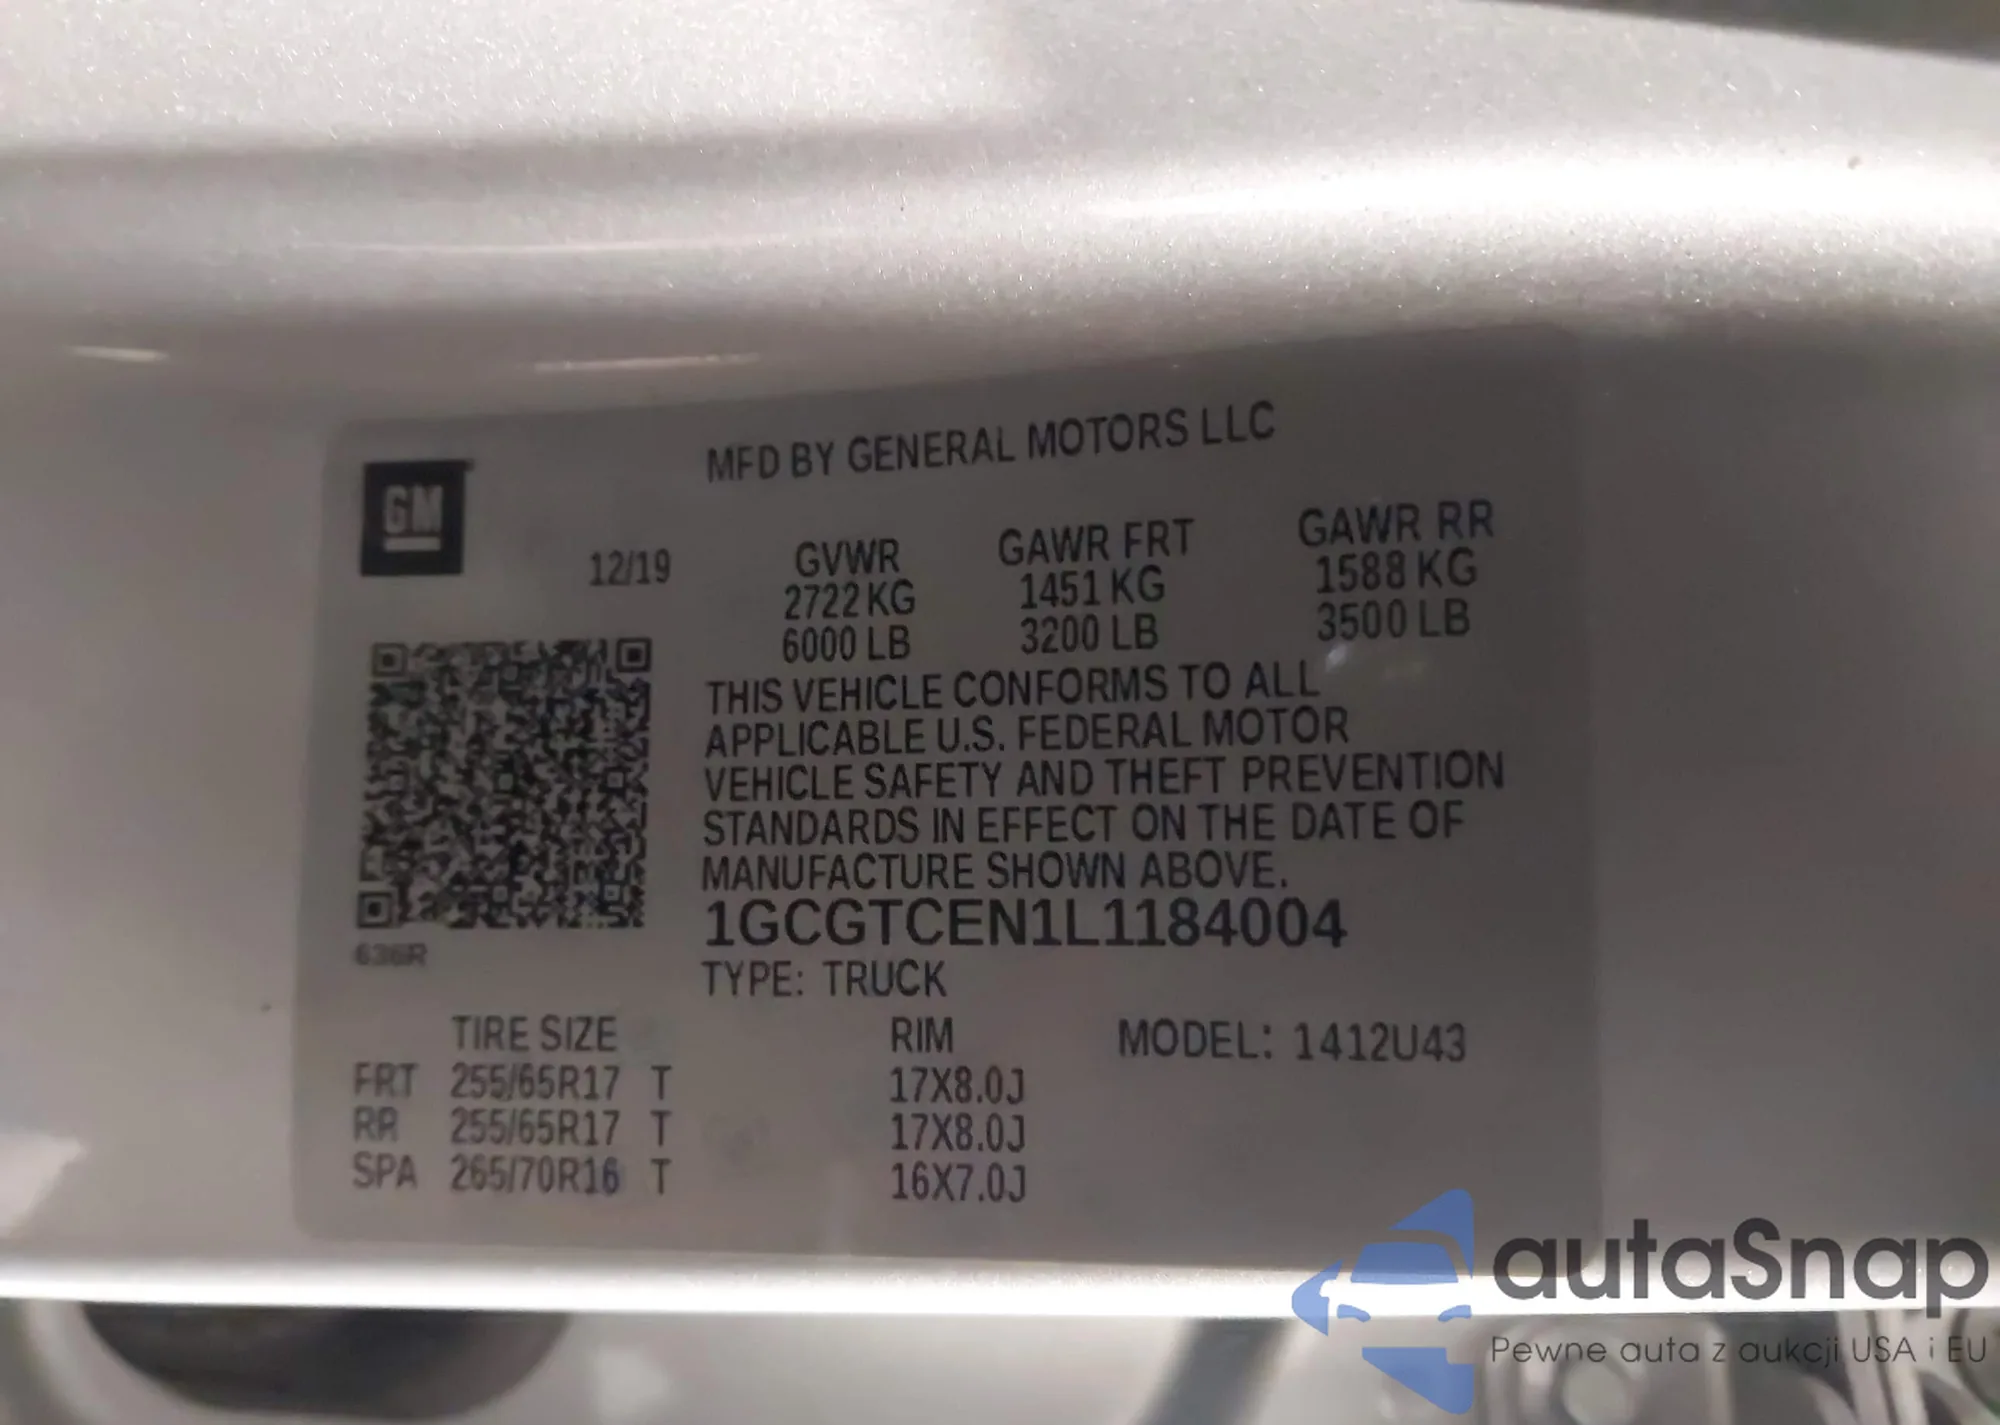 MFD BY GENERAL MOTORS LLC
GM
12/19
GVWR GAWR FRT GAWR RR
2722 KG 1451 KG 1588 KG
6000 LB 3200 LB 3500 LB
THIS VEHICLE CONFORMS TO ALL
APPLICABLE U.S. FEDERAL MOTOR
VEHICLE SAFETY AND THEFT PREVENTION
STANDARDS IN EFFECT ON THE DATE OF
MANUFACTURE SHOWN ABOVE.
1GCGTCEN1L1184004
636R
TYPE: TRUCK
TIRE SIZE RIM MODEL: 1412U43
FRT 255/65R17 T 17X8.0J
RR 255/65R17 T 17X8.0J
SPA 265/70R16 T 16X7.0J
autaSnap
Pewne auta z aukcji USA i EU